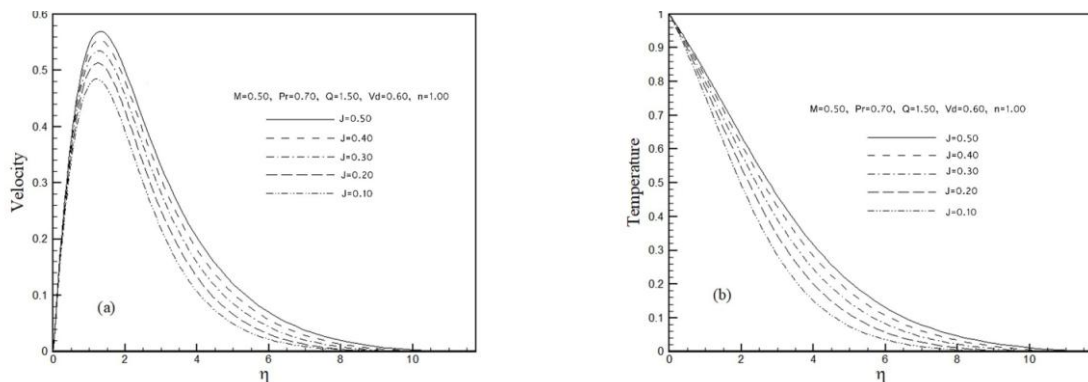 0.6
0.5
0.4
0.3
0.2
0.1
0
Velocity
M=0.50, Pr=0.70, Q=1.50, Vd=0.60, n=1.00
J=0.50
J=0.40
J=0.30
J=0.20
J=0.10
(a)
0 2 4 6 8 10
η
1
0.9
0.8
0.7
0.6
0.5
0.4
0.3
0.2
0.1
0
Temperature
M=0.50, Pr=0.70, Q=1.50, Vd=0.60, n=1.00
J=0.50
J=0.40
J=0.30
J=0.20
J=0.10
(b)
0 2 4 6 8 10
η